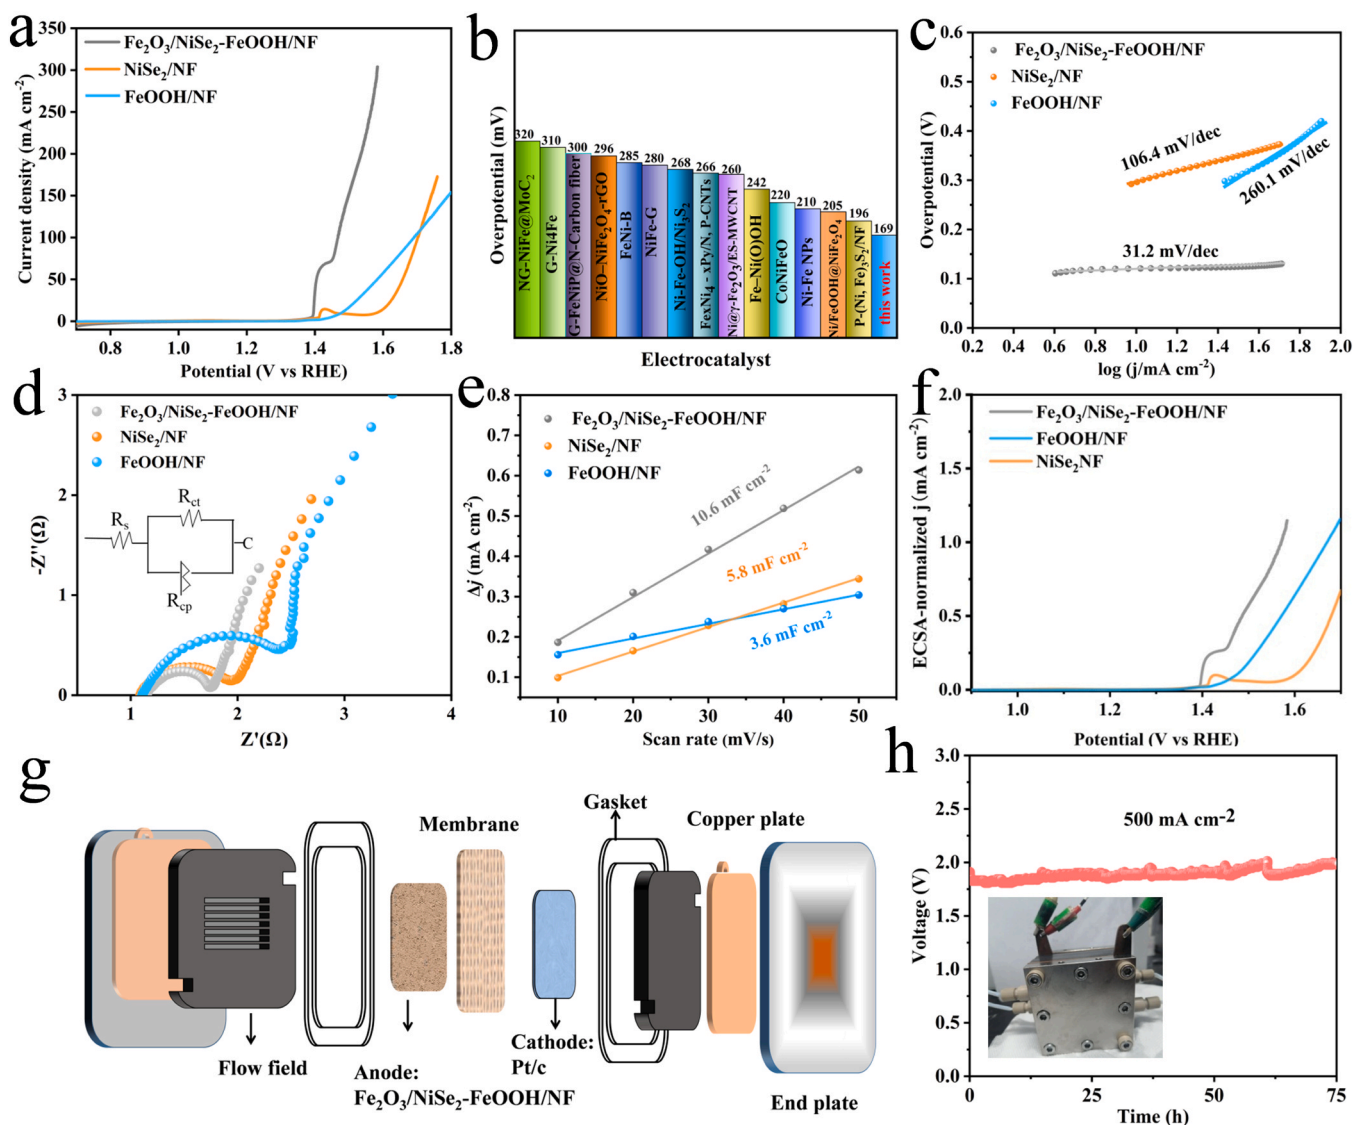 a
350
300
250
200
150
100
50
0
Current density (mA cm⁻²)
Fe₂O₃/NiSe₂-FeOOH/NF
NiSe₂/NF
FeOOH/NF
0.8
1.0
1.2
1.4
1.6
1.8
Potential (V vs RHE)
b
Overpotential (mV)
320
310
300
296
285
280
268
266
260
242
220
210
205
196
169
NG-NiFe@MoC₂
G-Ni4Fe
G-FeNiP@N-Carbon fiber
NiO–NiFe₂O₄-rGO
FeNi-B
NiFe-G
Ni-Fe-OH/Ni₃S₂
FexNi₄ - xPy/N, P-CNTs
Ni@γ-Fe₂O₃/ES-MWCNT
Fe–Ni(O)OH
CoNiFeO
Ni-Fe NPs
Ni/FeOOH@NiFe₂O₄
P-(Ni, Fe)₃S₂/NF
this work
Electrocatalyst
c
0.6
0.5
0.4
0.3
0.2
0.1
0.0
Overpotential (V)
Fe₂O₃/NiSe₂-FeOOH/NF
NiSe₂/NF
FeOOH/NF
106.4 mV/dec
260.1 mV/dec
31.2 mV/dec
0.2
0.4
0.6
0.8
1.0
1.2
1.4
1.6
1.8
2.0
log (j/mA cm⁻²)
d
3
2
1
0
-Z''(Ω)
Fe₂O₃/NiSe₂-FeOOH/NF
NiSe₂/NF
FeOOH/NF
Rₛ
R_ct
C
R_cp
1
2
3
4
Z'(Ω)
e
0.8
0.6
0.5
0.4
0.3
0.2
0.1
Δj (mA cm⁻²)
Fe₂O₃/NiSe₂-FeOOH/NF
NiSe₂/NF
FeOOH/NF
10.6 mF cm⁻²
5.8 mF cm⁻²
3.6 mF cm⁻²
10
20
30
40
50
Scan rate (mV/s)
f
2.0
1.5
1.0
0.5
0.0
ECSA-normalized j (mA cm⁻²)
Fe₂O₃/NiSe₂-FeOOH/NF
FeOOH/NF
NiSe₂NF
1.0
1.2
1.4
1.6
Potential (V vs RHE)
g
Gasket
Membrane
Copper plate
Flow field
Anode:
Fe₂O₃/NiSe₂-FeOOH/NF
Cathode:
Pt/c
End plate
h
3.0
2.5
2.0
1.5
1.0
0.5
0.0
Voltage (V)
500 mA cm⁻²
0
25
50
75
Time (h)